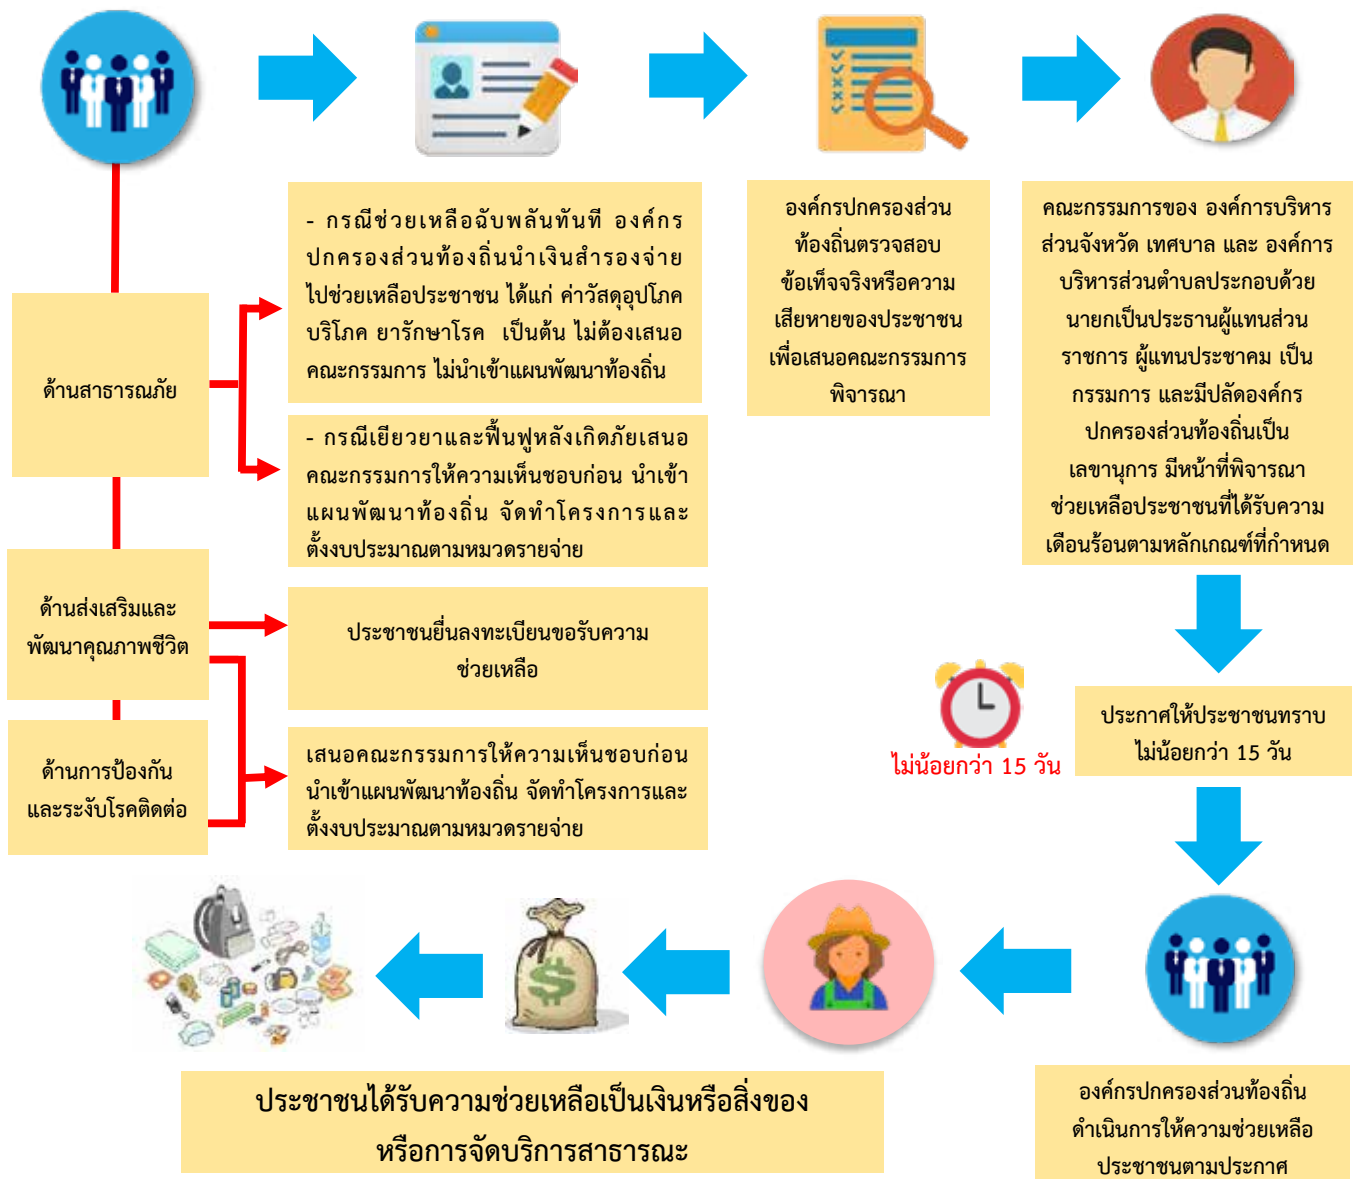 - กรณีช่วยเหลือฉับพลันทันที องค์กร
ปกครองส่วนท้องถิ่นนำเงินสำรองจ่าย
ไปช่วยเหลือประชาชน ได้แก่ ค่าวัสดุอุปโภค
บริโภค ยารักษาโรค เป็นต้น ไม่ต้องเสนอ
คณะกรรมการ ไม่นำเข้าแผนพัฒนาท้องถิ่น
องค์กรปกครองส่วน
ท้องถิ่นตรวจสอบ
ข้อเท็จจริงหรือความ
เสียหายของประชาชน
เพื่อเสนอคณะกรรมการ
พิจารณา
คณะกรรมการของ องค์การบริหาร
ส่วนจังหวัด เทศบาล และ องค์การ
บริหารส่วนตำบลประกอบด้วย
นายกเป็นประธานผู้แทนส่วน
ราชการ ผู้แทนประชาคม เป็น
กรรมการ และมีปลัดองค์กร
ปกครองส่วนท้องถิ่นเป็น
เลขานุการ มีหน้าที่พิจารณา
ช่วยเหลือประชาชนที่ได้รับความ
เดือนร้อนตามหลักเกณฑ์ที่กำหนด
ด้านสาธารณภัย
- กรณีเยียวยาและฟื้นฟูหลังเกิดภัยเสนอ
คณะกรรมการให้ความเห็นชอบก่อน นำเข้า
แผนพัฒนาท้องถิ่น จัดทำโครงการและ
ตั้งงบประมาณตามหมวดรายจ่าย
ด้านส่งเสริมและ
พัฒนาคุณภาพชีวิต
ประชาชนยื่นลงทะเบียนขอรับความ
ช่วยเหลือ
ด้านการป้องกัน
และระงับโรคติดต่อ
เสนอคณะกรรมการให้ความเห็นชอบก่อน
นำเข้าแผนพัฒนาท้องถิ่น จัดทำโครงการและ
ตั้งงบประมาณตามหมวดรายจ่าย
ไม่น้อยกว่า 15 วัน
ประกาศให้ประชาชนทราบ
ไม่น้อยกว่า 15 วัน
องค์กรปกครองส่วนท้องถิ่น
ดำเนินการให้ความช่วยเหลือ
ประชาชนตามประกาศ
ประชาชนได้รับความช่วยเหลือเป็นเงินหรือสิ่งของ
หรือการจัดบริการสาธารณะ